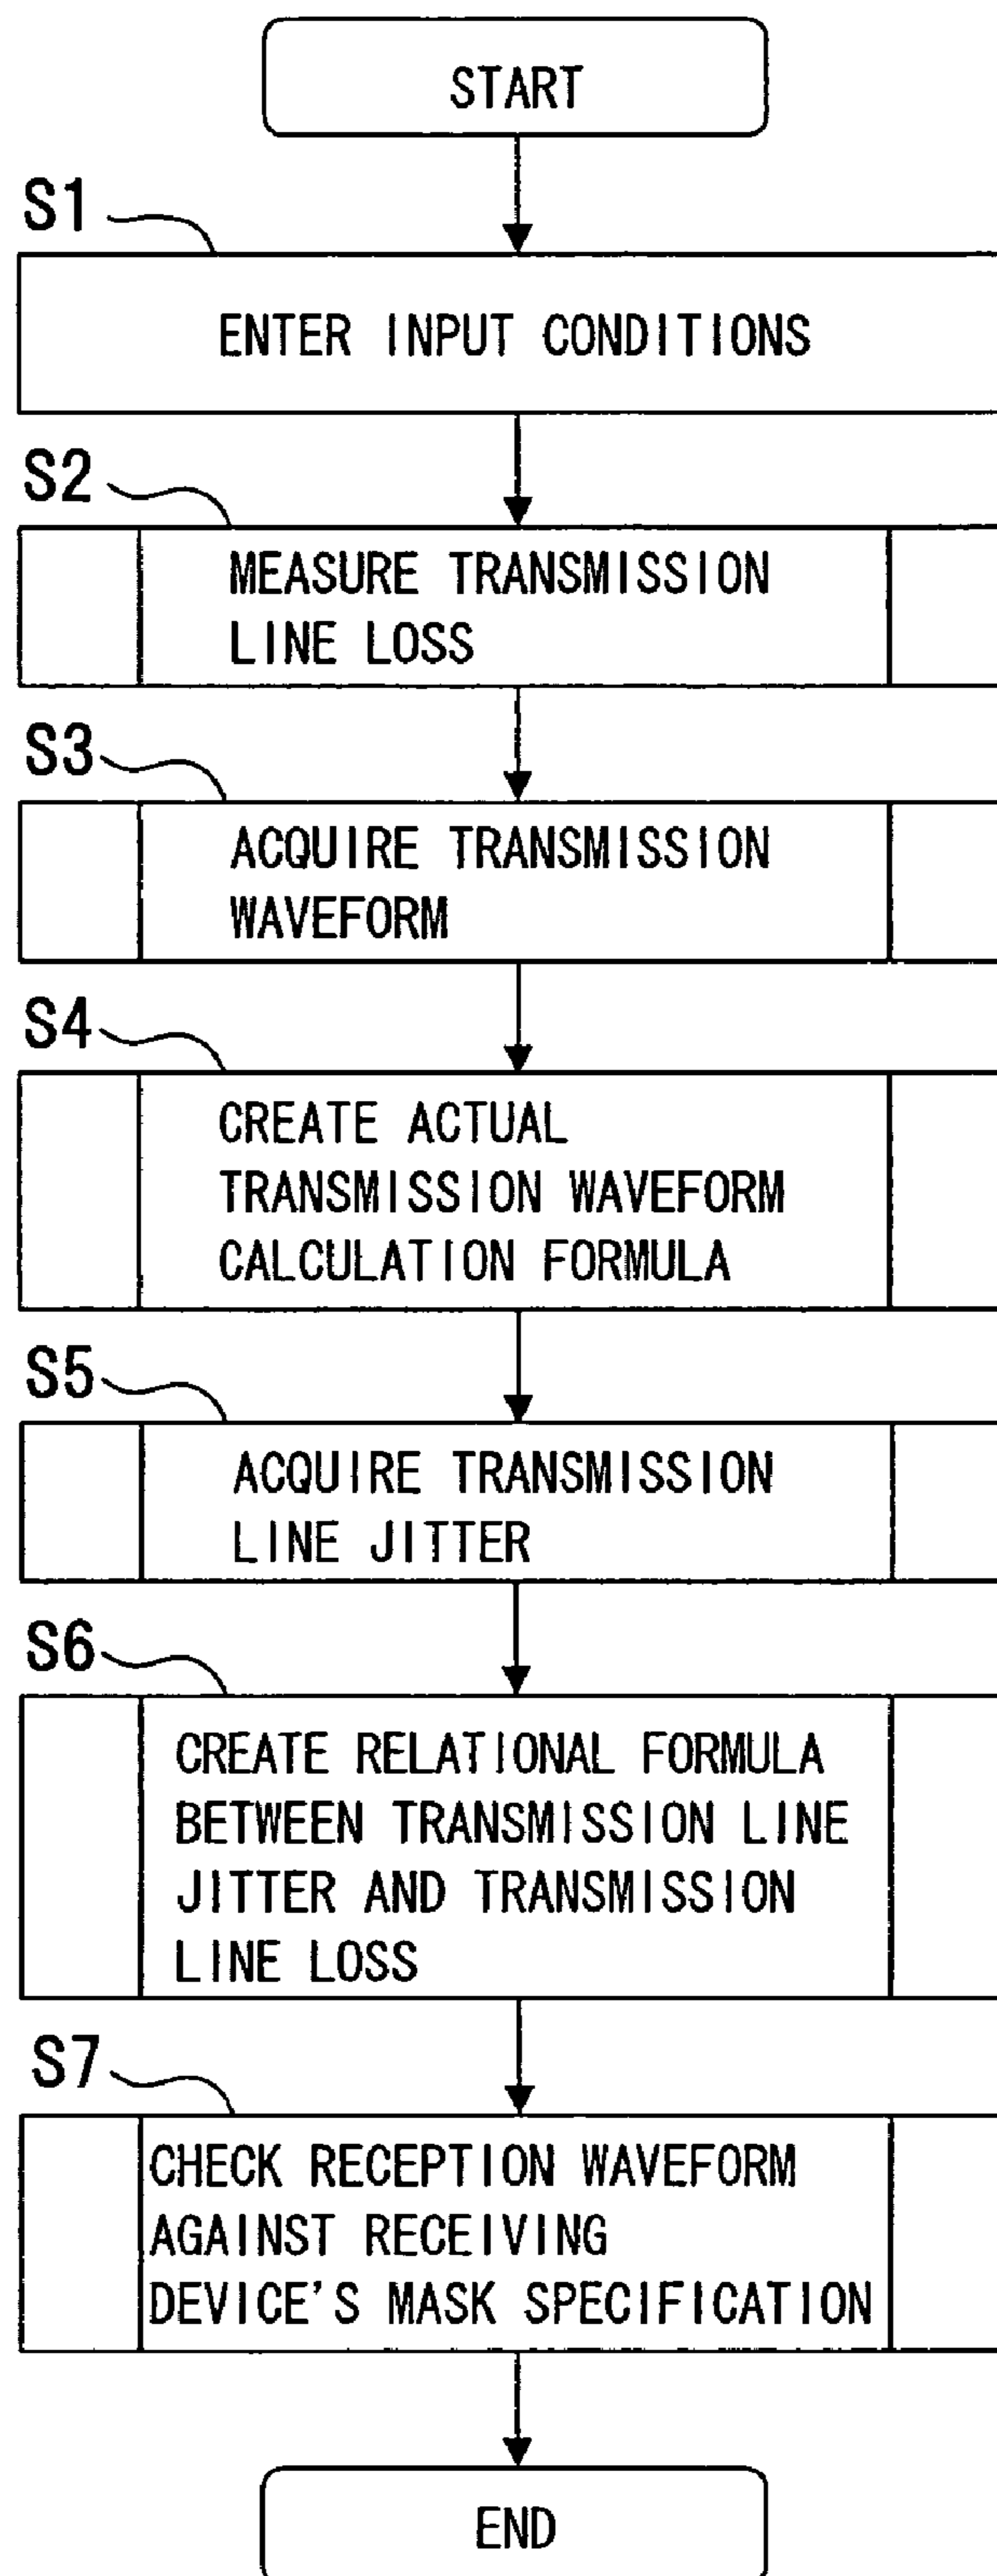 START
S1
ENTER INPUT CONDITIONS
S2
MEASURE TRANSMISSION
LINE LOSS
S3
ACQUIRE TRANSMISSION
WAVEFORM
S4
CREATE ACTUAL
TRANSMISSION WAVEFORM
CALCULATION FORMULA
S5
ACQUIRE TRANSMISSION
LINE JITTER
S6
CREATE RELATIONAL FORMULA
BETWEEN TRANSMISSION LINE
JITTER AND TRANSMISSION
LINE LOSS
S7
CHECK RECEPTION WAVEFORM
AGAINST RECEIVING
DEVICE'S MASK SPECIFICATION
END